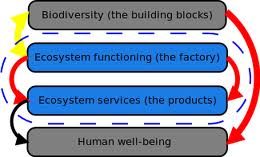 Biodiversity (the building blocks)
Ecosystem functioning (the factory)
Ecosystem services (the products)
Human well-being